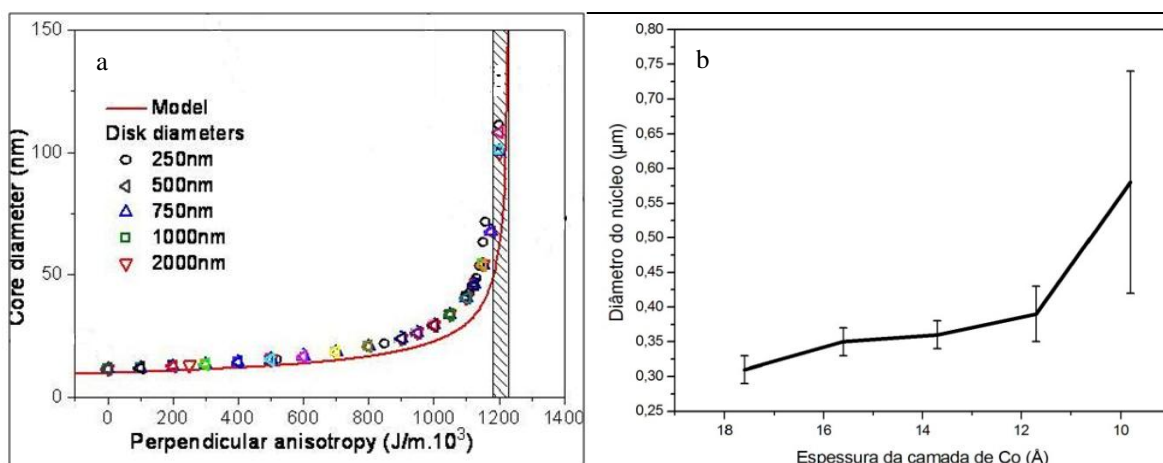 a
150
100
50
0
Core diameter (nm)
Model
Disk diameters
250nm
500nm
750nm
1000nm
2000nm
0 200 400 600 800 1000 1200 1400
Perpendicular anisotropy (J/m.10³)
b
0,80
0,75
0,70
0,65
0,60
0,55
0,50
0,45
0,40
0,35
0,30
0,25
Diâmetro do núcleo (µm)
18 16 14 12 10
Espessura da camada de Co (Å)